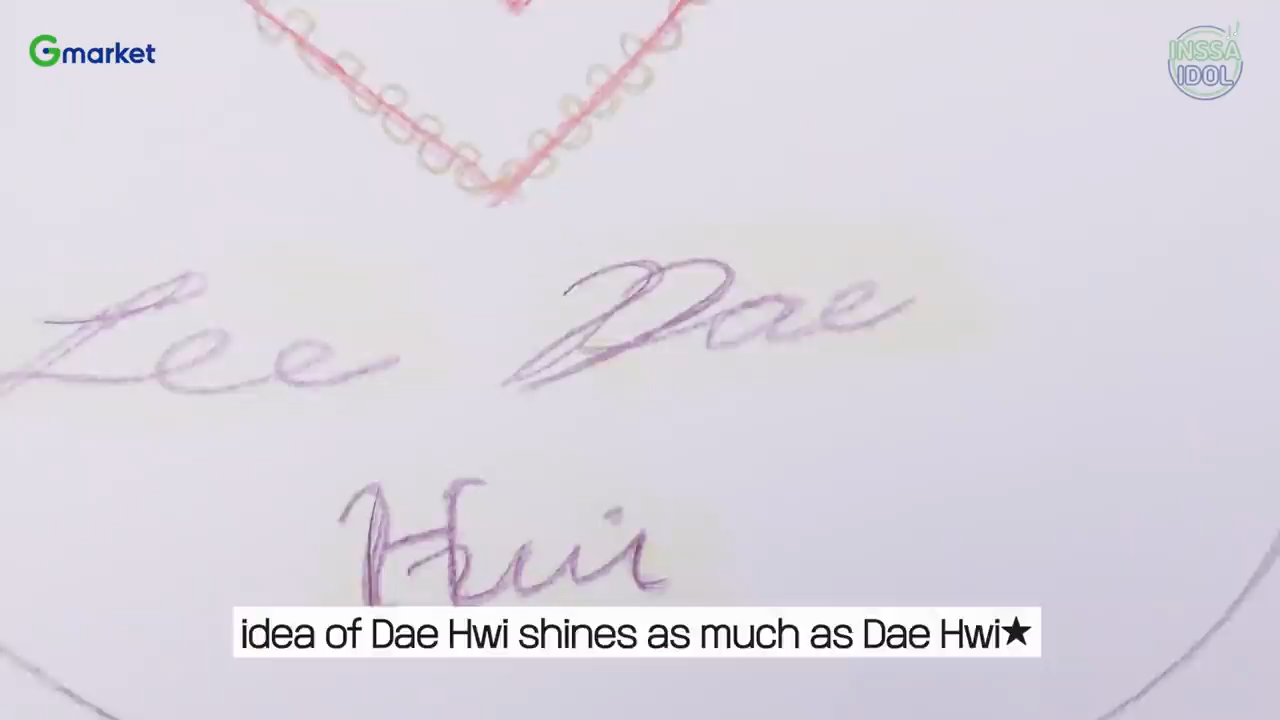 Gmarket
INSSA
IDOL
Lee Dae
Hwi
idea of Dae Hwi shines as much as Dae Hwi★